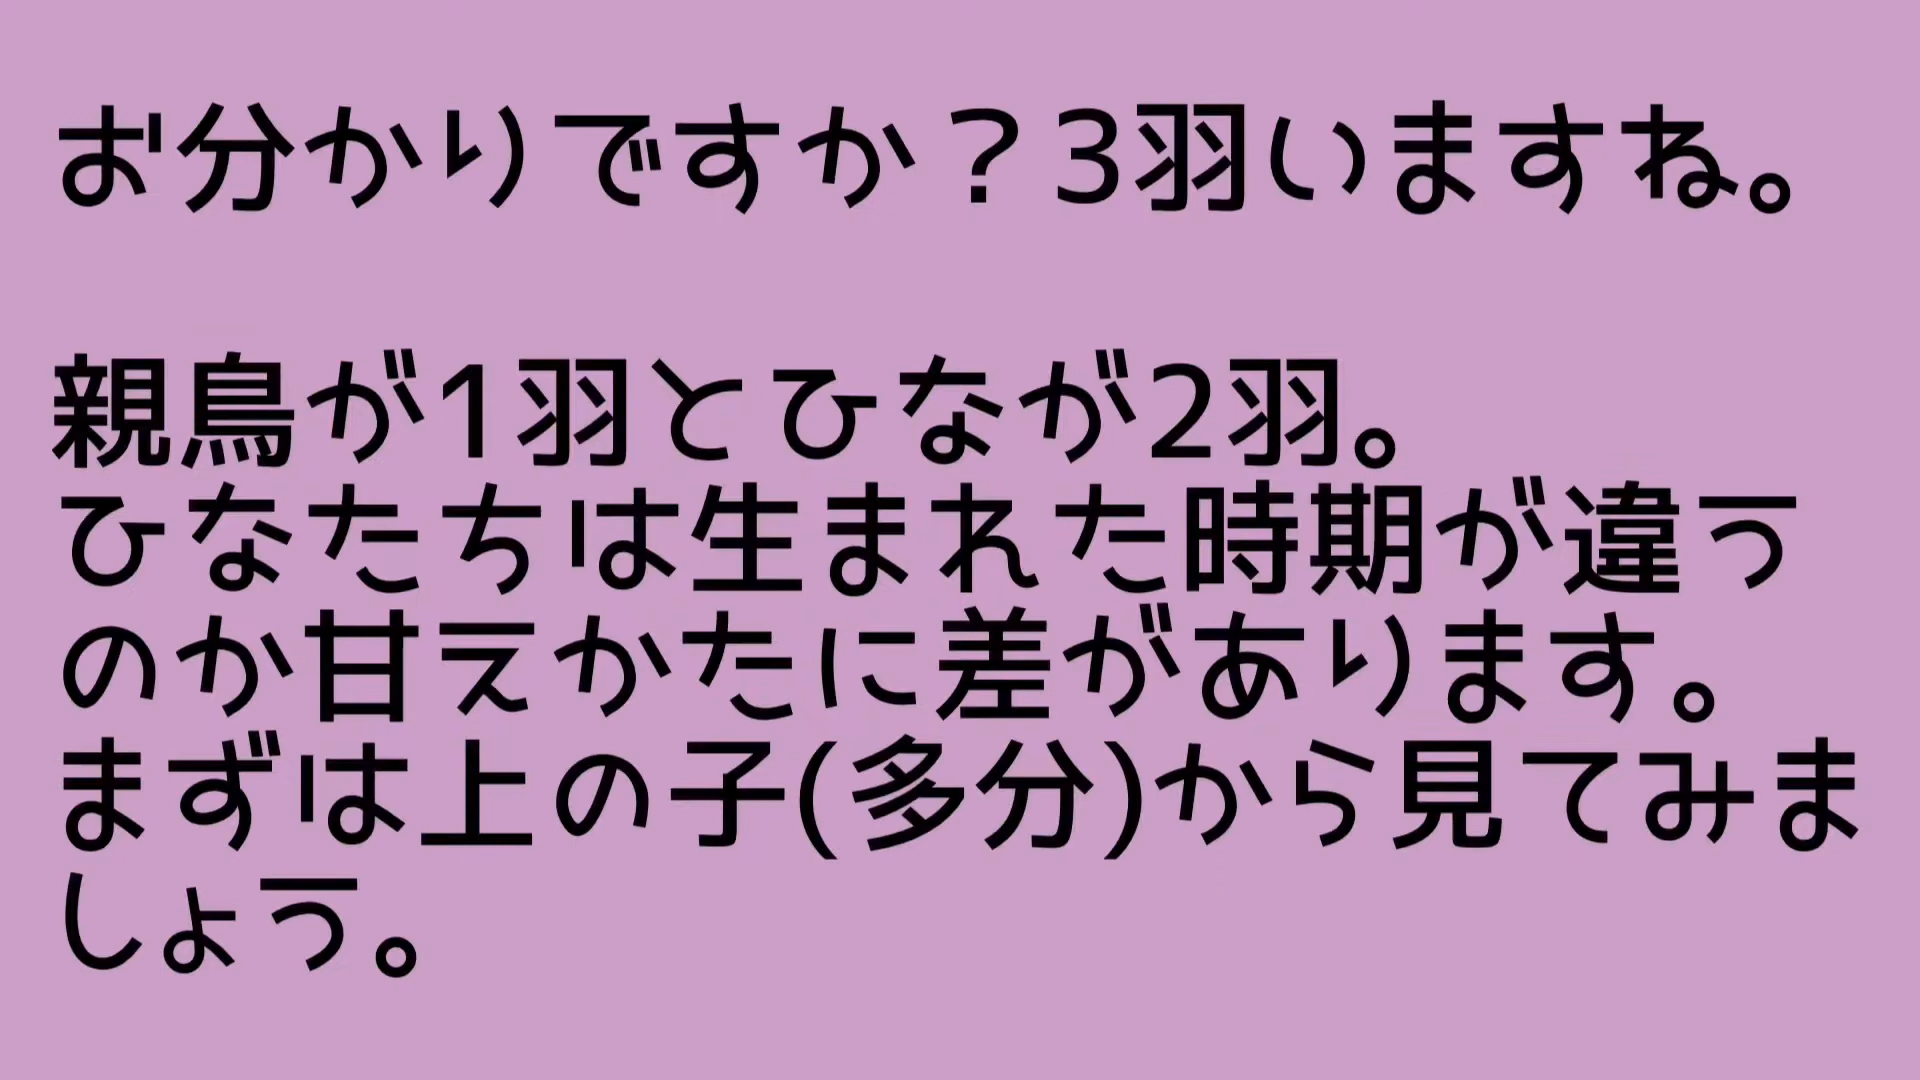 お分かりですか？3羽いますね。
親鳥が1羽とひなが2羽。
ひなたちは生まれた時期が違う
のか甘えかたに差があります。
まずは上の子(多分)から見てみま
しょう。